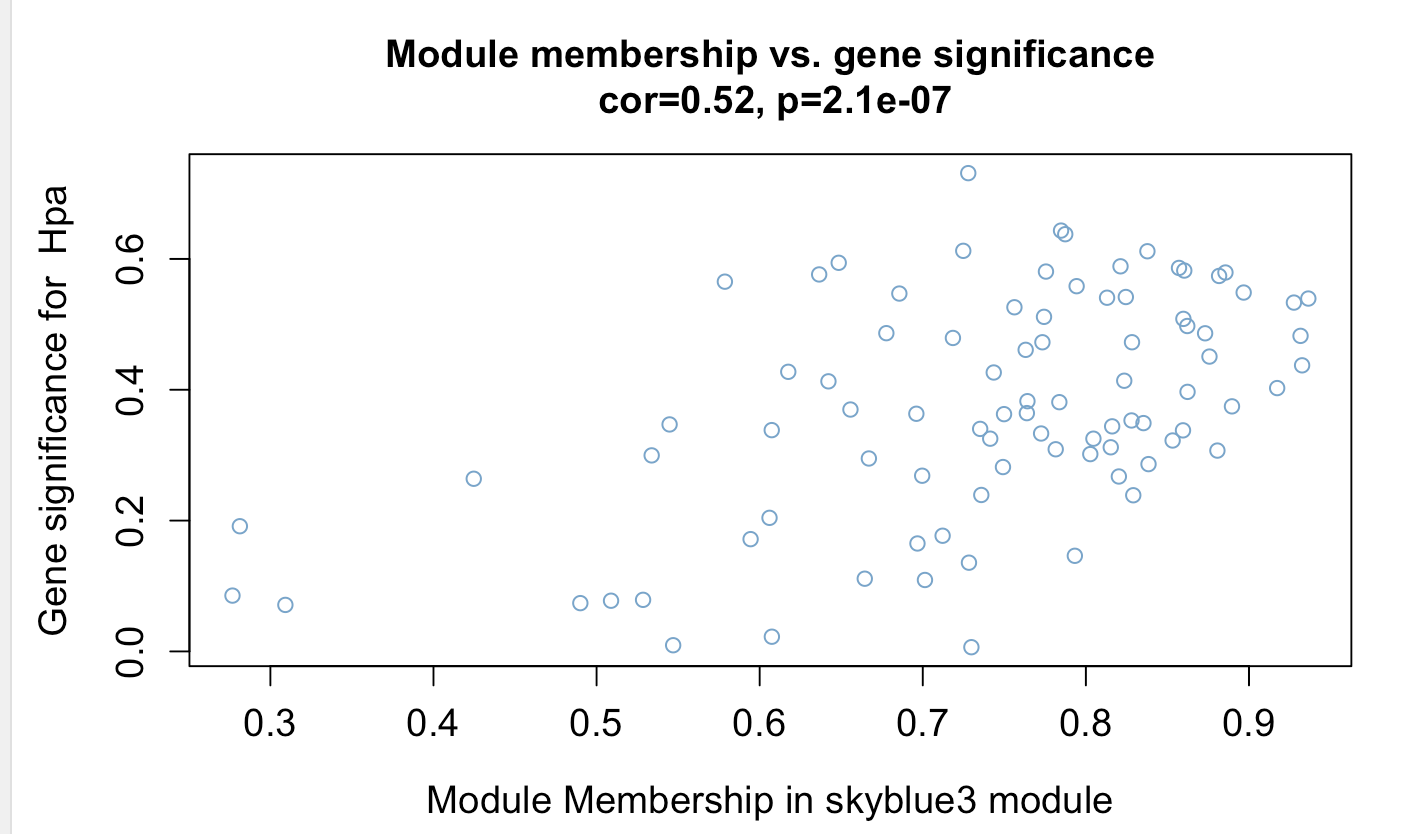 Module membership vs. gene significance
cor=0.52, p=2.1e-07
Gene significance for  Hpa
0.6
0.4
0.2
0.0
0.3 0.4 0.5 0.6 0.7 0.8 0.9
Module Membership in skyblue3 module